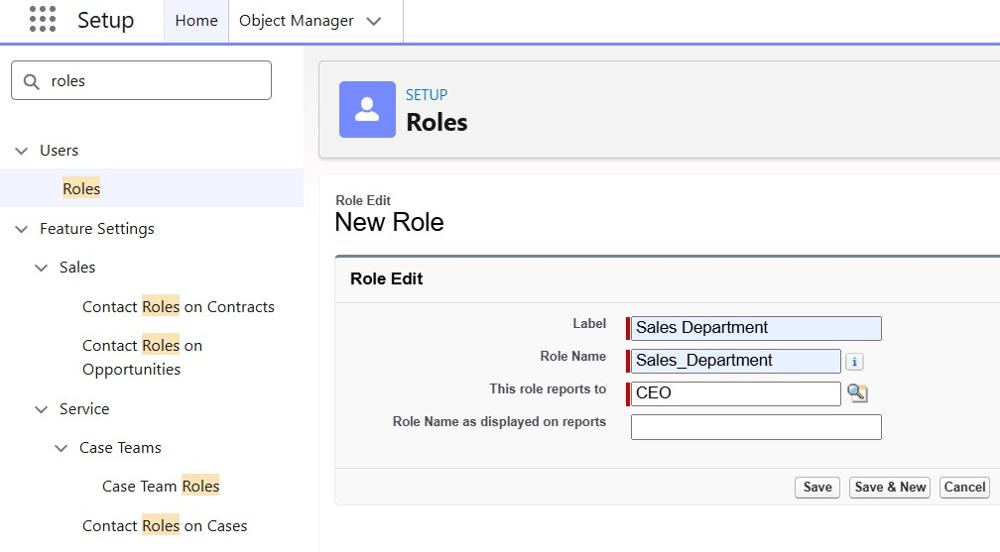 Setup
Home
Object Manager
roles
Users
Roles
Feature Settings
Sales
Contact Roles on Contracts
Contact Roles on
Opportunities
Service
Case Teams
Case Team Roles
Contact Roles on Cases
SETUP
Roles
Role Edit
New Role
Role Edit
Label
Sales Department
Role Name
Sales_Department
i
This role reports to
CEO
Role Name as displayed on reports
Save
Save & New
Cancel